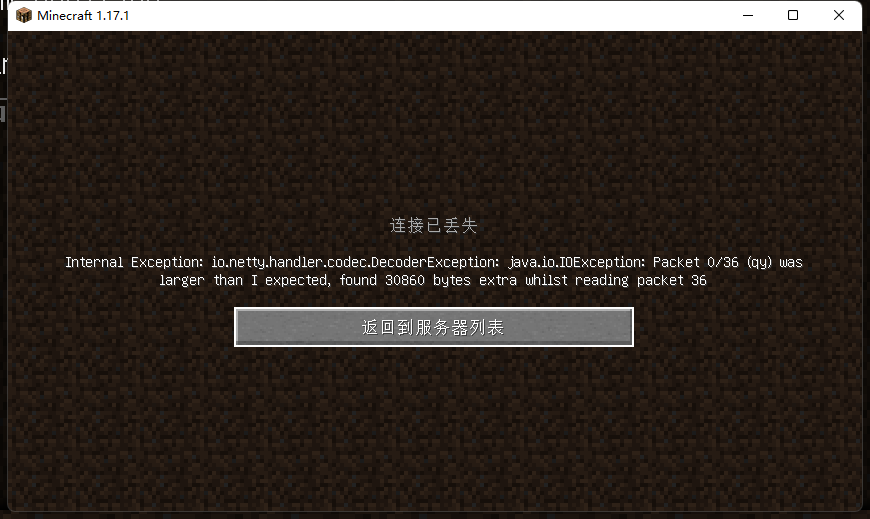 Minecraft 1.17.1
连接已丢失
Internal Exception: io.netty.handler.codec.DecoderException: java.io.IOException: Packet 0/36 (qy) was
larger than I expected, found 30860 bytes extra whilst reading packet 36
返回到服务器列表